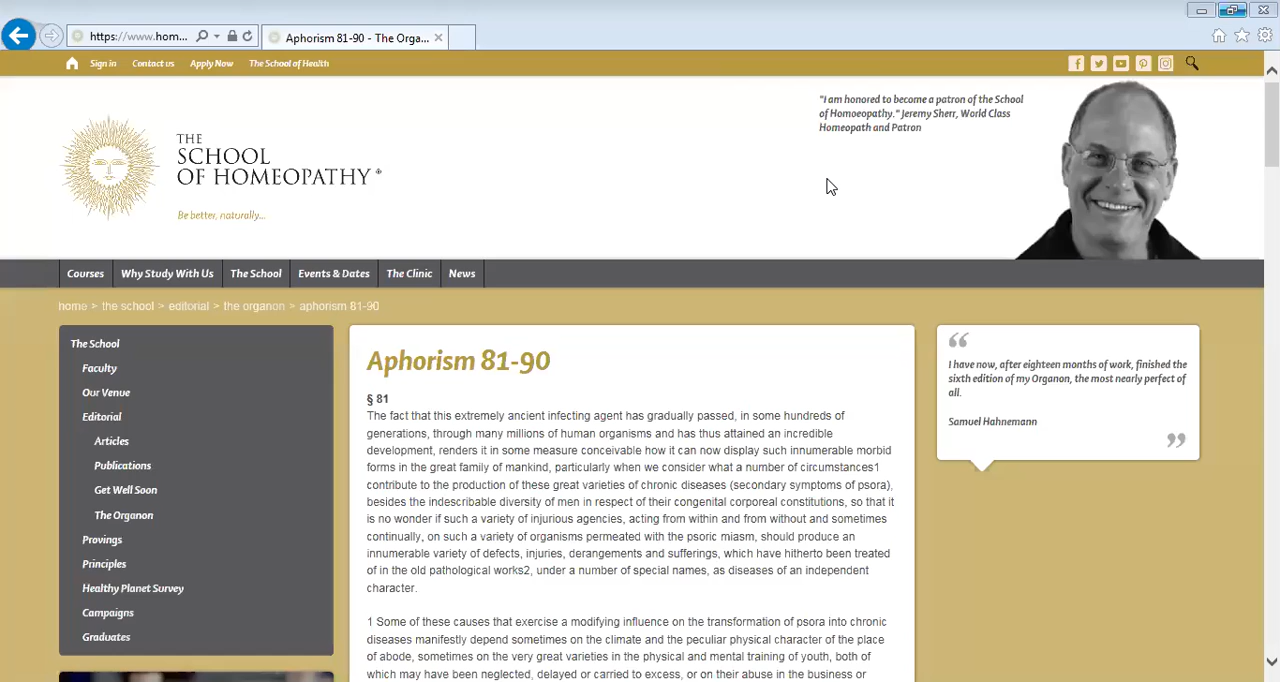 https://www.hom...
Aphorism 81-90 - The Orga...
Sign in
Contact us
Apply Now
The School of Health
"I am honored to become a patron of the School
of Homoeopathy." Jeremy Sherr, World Class
Homeopath and Patron
THE
SCHOOL
OF HOMEOPATHY ®
Be better, naturally...
Courses
Why Study With Us
The School
Events & Dates
The Clinic
News
home > the school > editorial > the organon > aphorism 81-90
The School
Faculty
Our Venue
Editorial
Articles
Publications
Get Well Soon
The Organon
Provings
Principles
Healthy Planet Survey
Campaigns
Graduates
Aphorism 81-90
§ 81
The fact that this extremely ancient infecting agent has gradually passed, in some hundreds of
generations, through many millions of human organisms and has thus attained an incredible
development, renders it in some measure conceivable how it can now display such innumerable morbid
forms in the great family of mankind, particularly when we consider what a number of circumstances1
contribute to the production of these great varieties of chronic diseases (secondary symptoms of psora),
besides the indescribable diversity of men in respect of their congenital corporeal constitutions, so that it
is no wonder if such a variety of injurious agencies, acting from within and from without and sometimes
continually, on such a variety of organisms permeated with the psoric miasm, should produce an
innumerable variety of defects, injuries, derangements and sufferings, which have hitherto been treated
of in the old pathological works2, under a number of special names, as diseases of an independent
character.
1 Some of these causes that exercise a modifying influence on the transformation of psora into chronic
diseases manifestly depend sometimes on the climate and the peculiar physical character of the place
of abode, sometimes on the very great varieties in the physical and mental training of youth, both of
which may have been neglected, delayed or carried to excess, or on their abuse in the business or
“
I have now, after eighteen months of work, finished the
sixth edition of my Organon, the most nearly perfect of
all.
Samuel Hahnemann
”